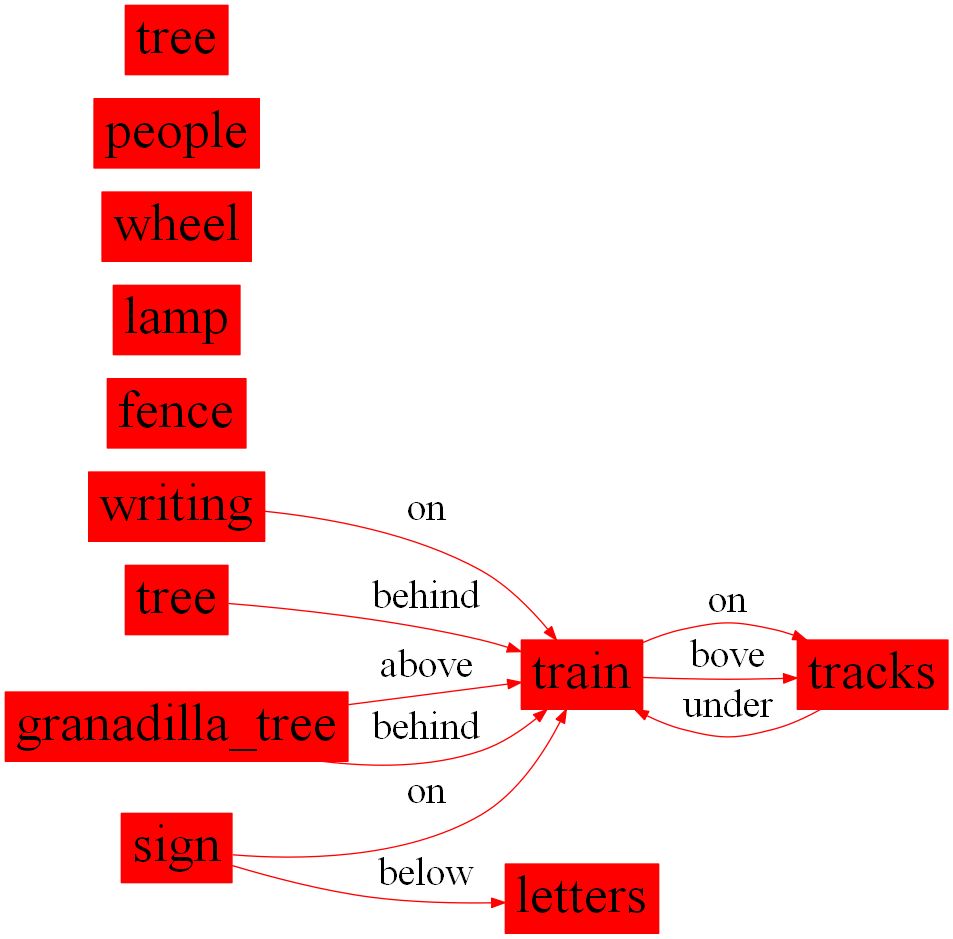 tree
people
wheel
lamp
fence
writing
on
tree
behind
on
train
bove
tracks
above
under
granadilla_tree
behind
on
sign
below
letters